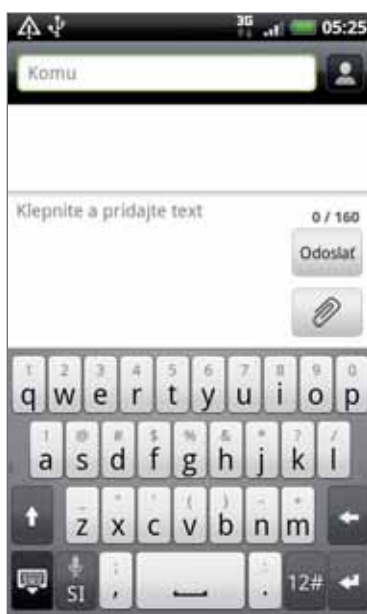 3G 05:25
Komu
Klepnite a pridajte text
0 / 160
Odoslať
1 2 3 4 5 6 7 8 9 0
q w e r t y u i o p
! @ # $ % & * ? /
a s d f g h j k l
_ " ' ( ) - +
z x c v b n m
SI , . 12#